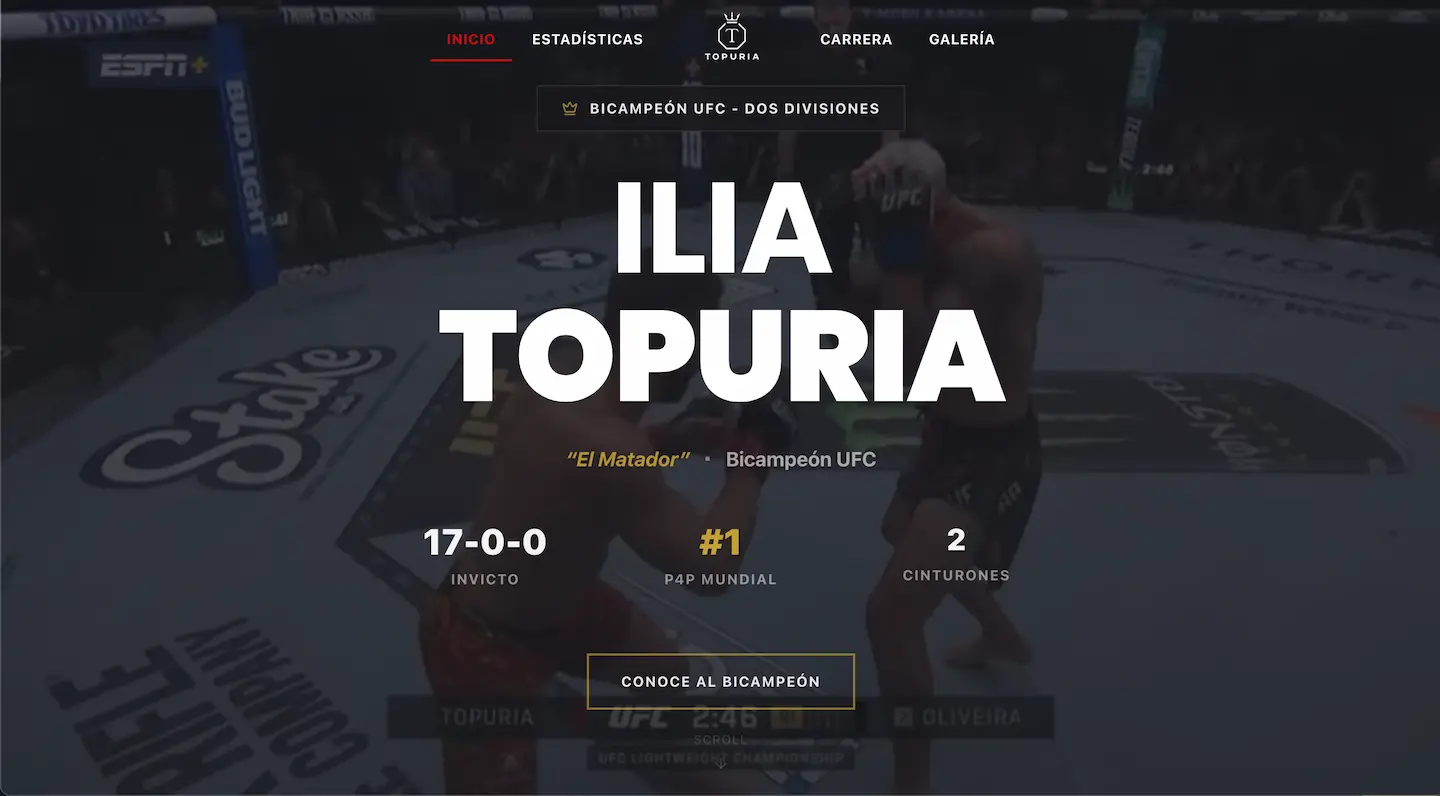 INICIO
ESTADÍSTICAS
T
TOPURIA
CARRERA
GALERÍA
ESPN+
BUD LIGHT
BICAMPEÓN UFC - DOS DIVISIONES
UFC
ILIA
TOPURIA
Stake
"El Matador" · Bicampeón UFC
17-0-0
INVICTO
#1
P4P MUNDIAL
2
CINTURONES
CONOCE AL BICAMPEÓN
TOPURIA
UFC 2:46
OLIVEIRA
SCROLL
UFC LIGHTWEIGHT CHAMPIONSHIP
RIFLE
COMPANY